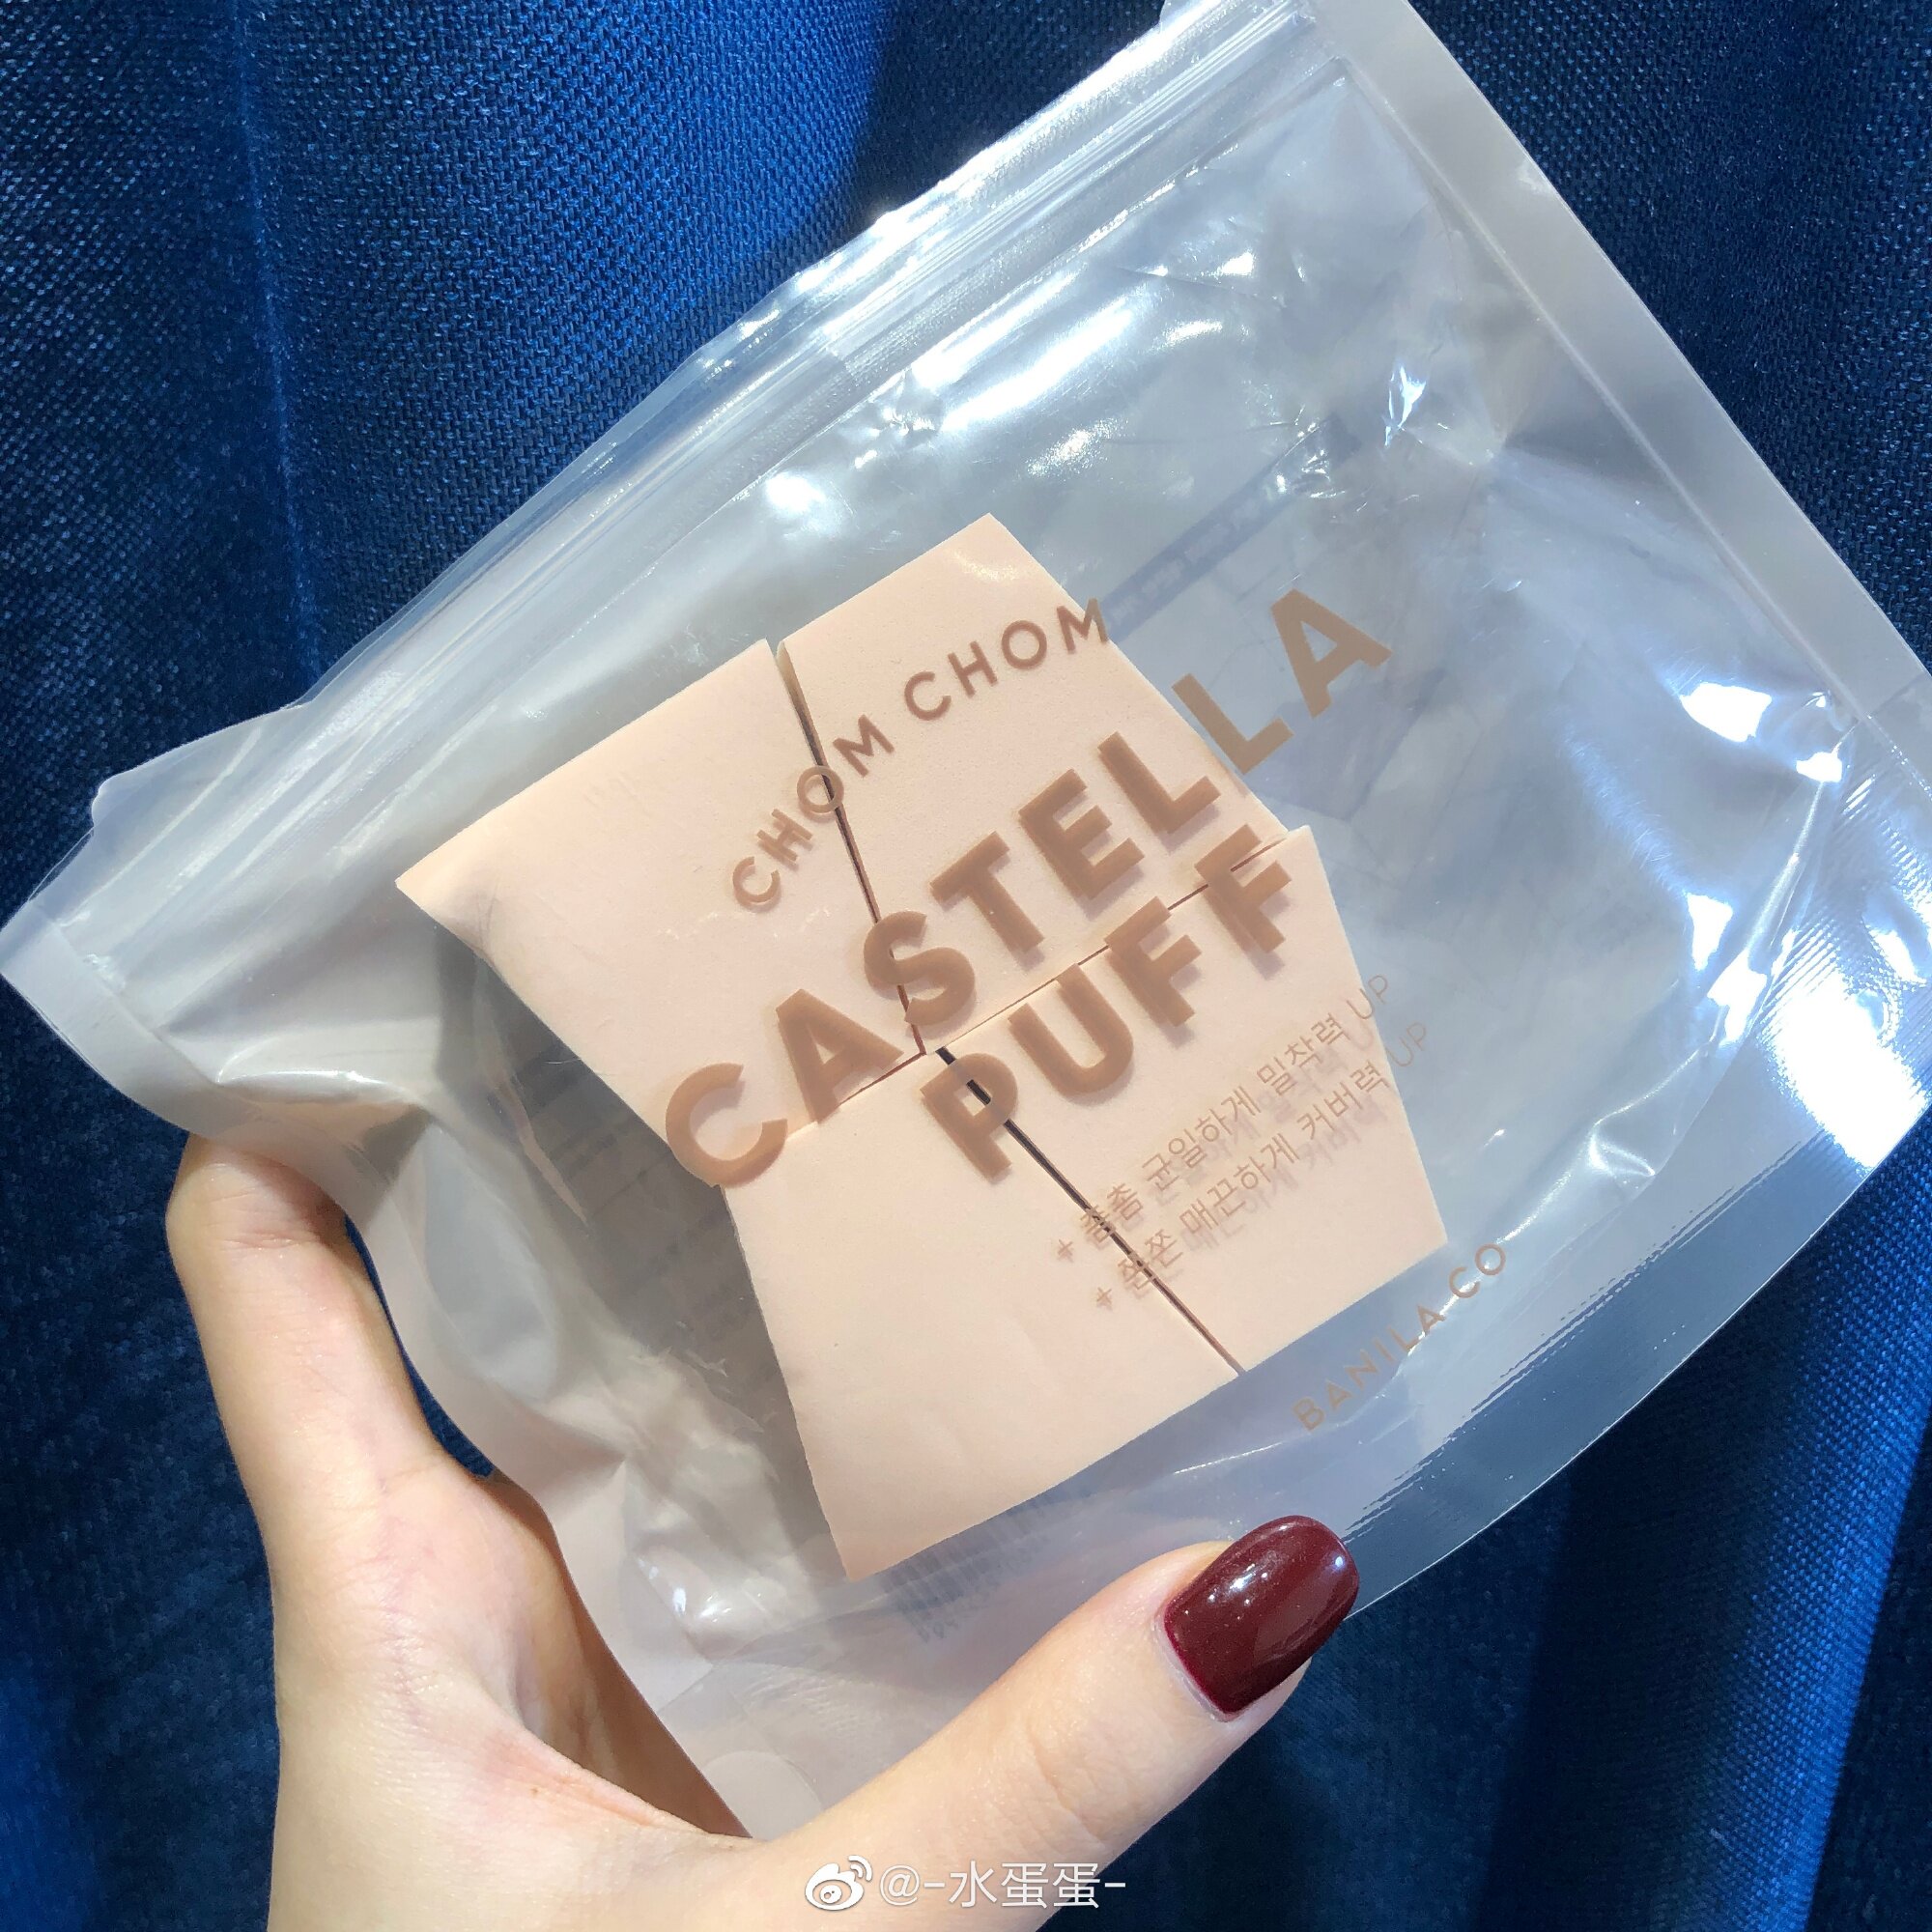 CHOM CHOM
CASTELLA
PUFF
+ 촘촘 균일하게 밀착력 UP
+ 쫀쫀 매끈하게 커버력 UP
BANILA CO
@-水蛋蛋-